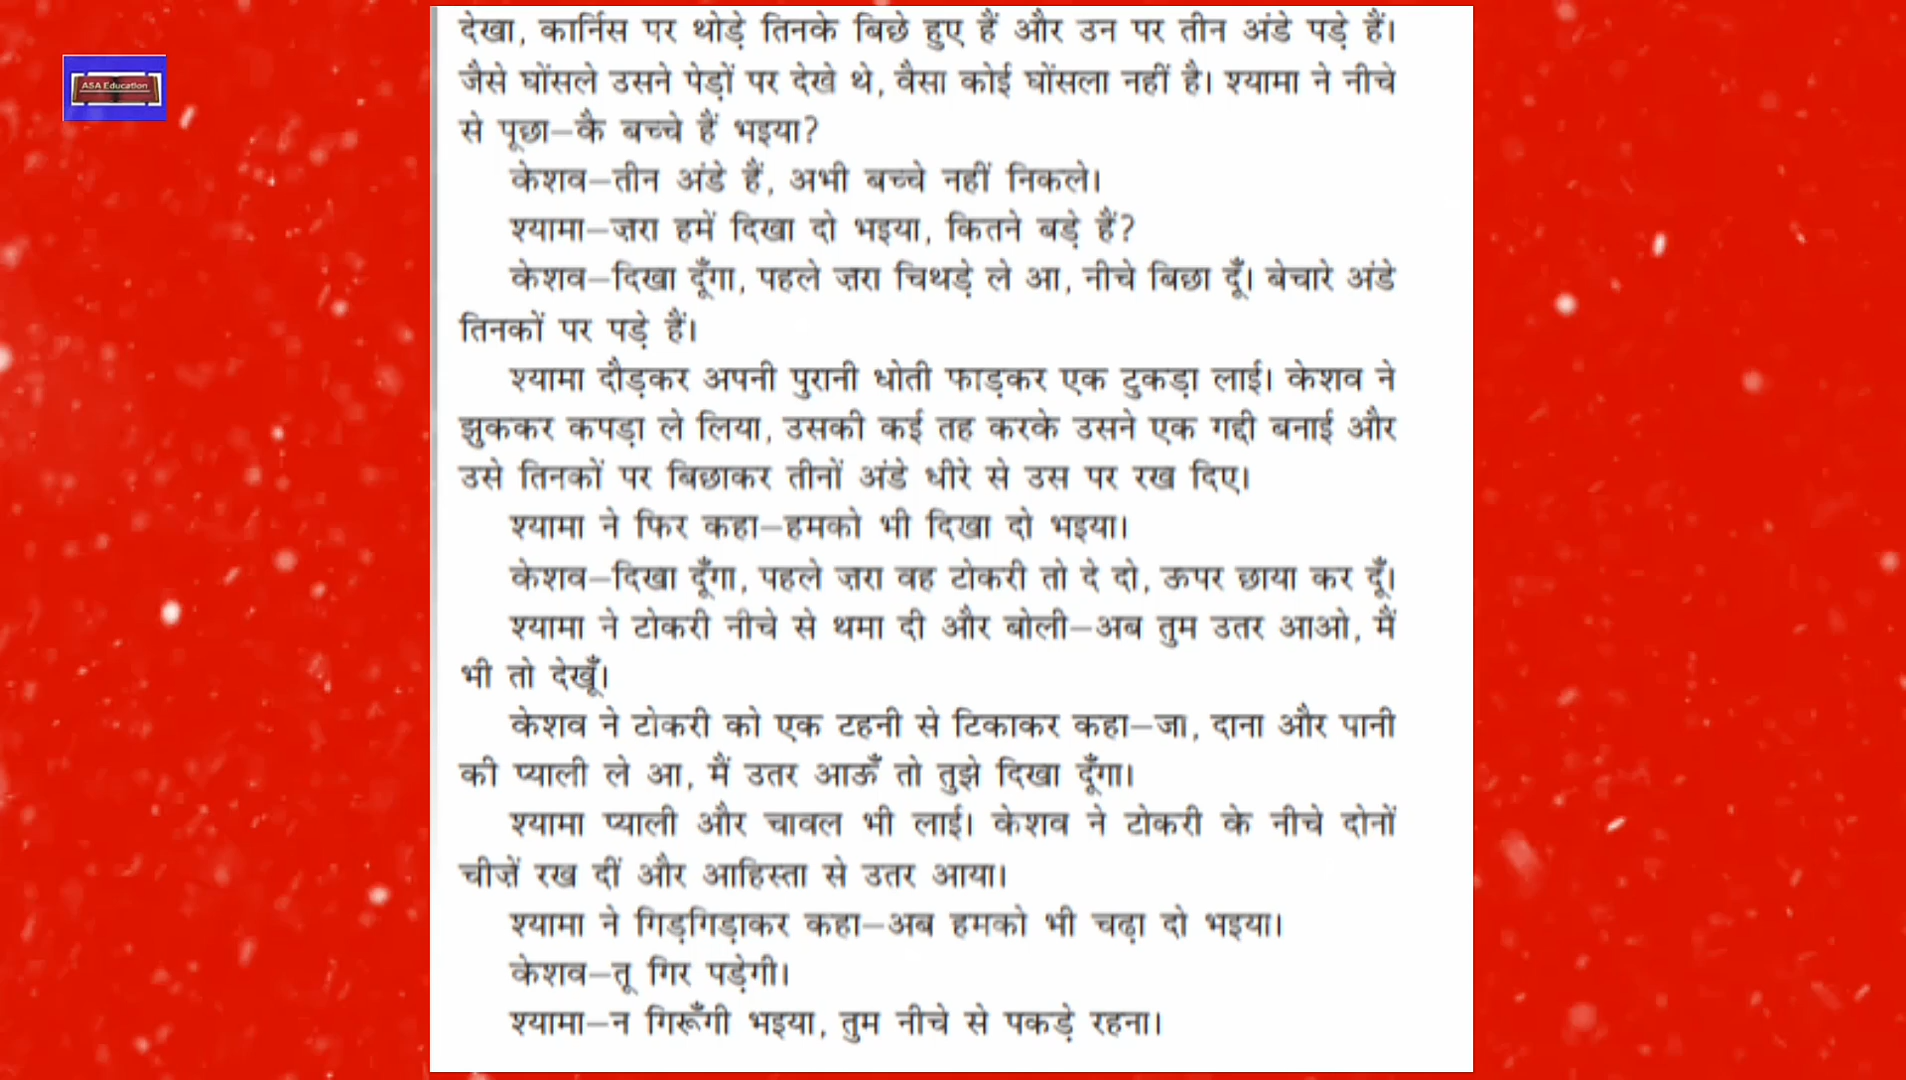 ASA Education
देखा, कार्निस पर थोड़े तिनके बिछे हुए हैं और उन पर तीन अंडे पड़े हैं।
जैसे घोंसले उसने पेड़ों पर देखे थे, वैसा कोई घोंसला नहीं है। श्यामा ने नीचे
से पूछा–कै बच्चे हैं भइया?
केशव–तीन अंडे हैं, अभी बच्चे नहीं निकले।
श्यामा–ज़रा हमें दिखा दो भइया, कितने बड़े हैं?
केशव–दिखा दूँगा, पहले ज़रा चिथड़े ले आ, नीचे बिछा दूँ। बेचारे अंडे
तिनकों पर पड़े हैं।
श्यामा दौड़कर अपनी पुरानी धोती फाड़कर एक टुकड़ा लाई। केशव ने
झुककर कपड़ा ले लिया, उसकी कई तह करके उसने एक गद्दी बनाई और
उसे तिनकों पर बिछाकर तीनों अंडे धीरे से उस पर रख दिए।
श्यामा ने फिर कहा–हमको भी दिखा दो भइया।
केशव–दिखा दूँगा, पहले ज़रा वह टोकरी तो दे दो, ऊपर छाया कर दूँ।
श्यामा ने टोकरी नीचे से थमा दी और बोली–अब तुम उतर आओ, मैं
भी तो देखूँ।
केशव ने टोकरी को एक टहनी से टिकाकर कहा–जा, दाना और पानी
की प्याली ले आ, मैं उतर आऊँ तो तुझे दिखा दूँगा।
श्यामा प्याली और चावल भी लाई। केशव ने टोकरी के नीचे दोनों
चीज़ें रख दीं और आहिस्ता से उतर आया।
श्यामा ने गिड़गिड़ाकर कहा–अब हमको भी चढ़ा दो भइया।
केशव–तू गिर पड़ेगी।
श्यामा–न गिरूँगी भइया, तुम नीचे से पकड़े रहना।